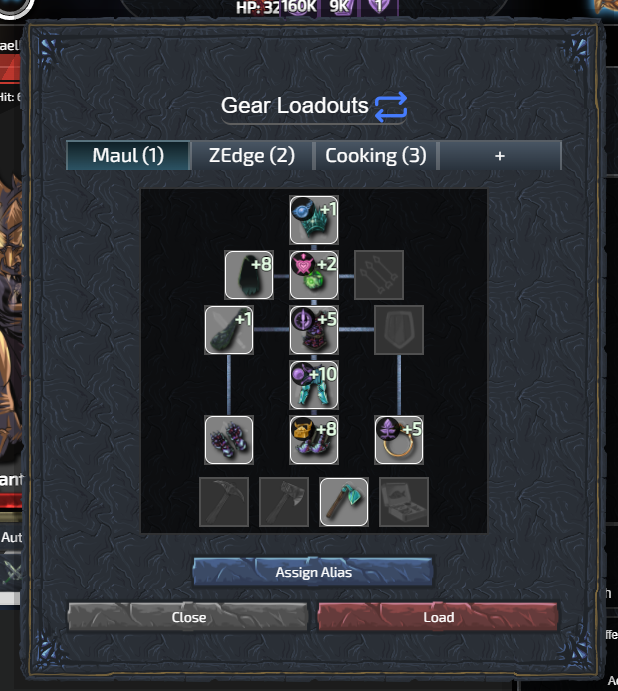 HP: 32 160K 9K 1
ael
Hit: 6
Gear Loadouts
Maul (1) ZEdge (2) Cooking (3) +
+1
+8 +2
+1 +5
+10
+8 +5
ant
Aut
Assign Alias
Close Load
h
ffe